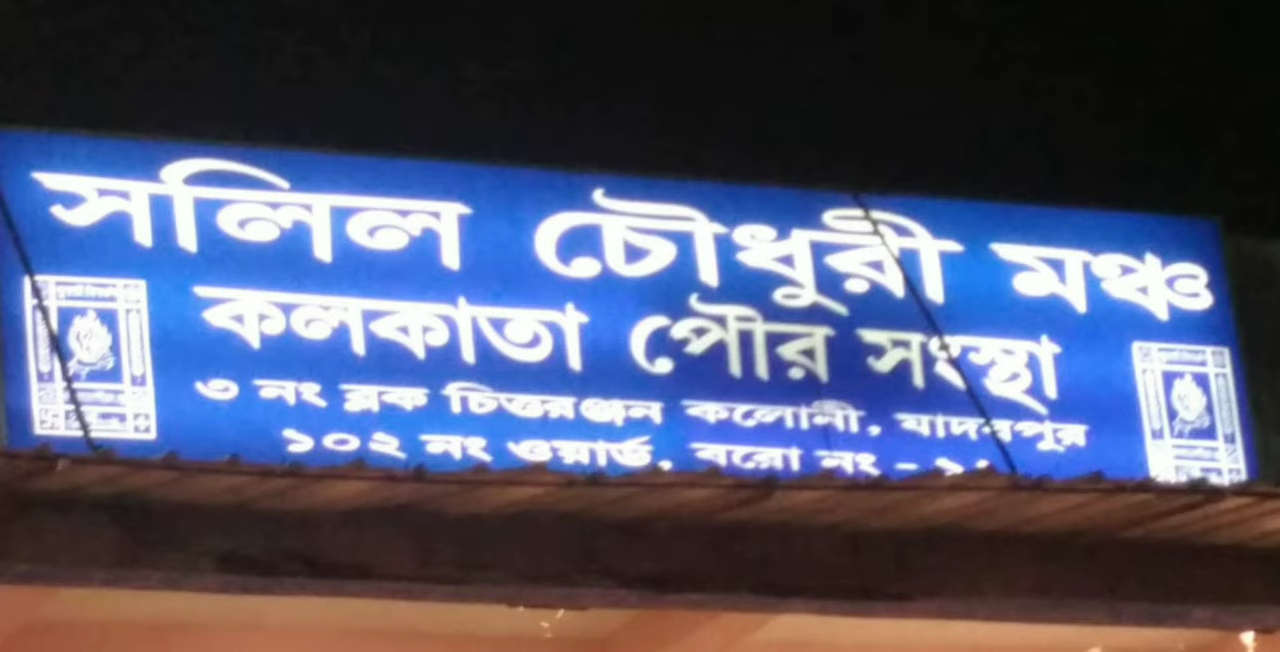 সলিল চৌধুরী মঞ্চ
কলকাতা পৌর সংস্থা
৩ নং ব্লক চিত্তরঞ্জন কলোনী, যাদবপুর
১০২ নং ওয়ার্ড, বরো নং -